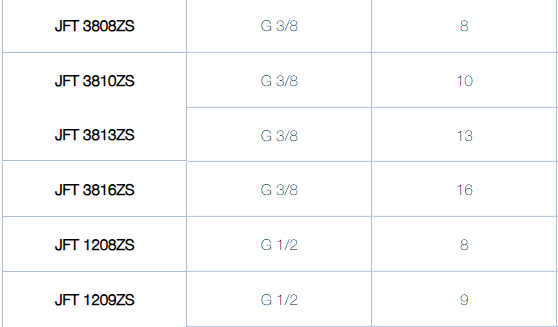 JFT 3808ZS G 3/8 8
JFT 3810ZS G 3/8 10
JFT 3813ZS G 3/8 13
JFT 3816ZS G 3/8 16
JFT 1208ZS G 1/2 8
JFT 1209ZS G 1/2 9